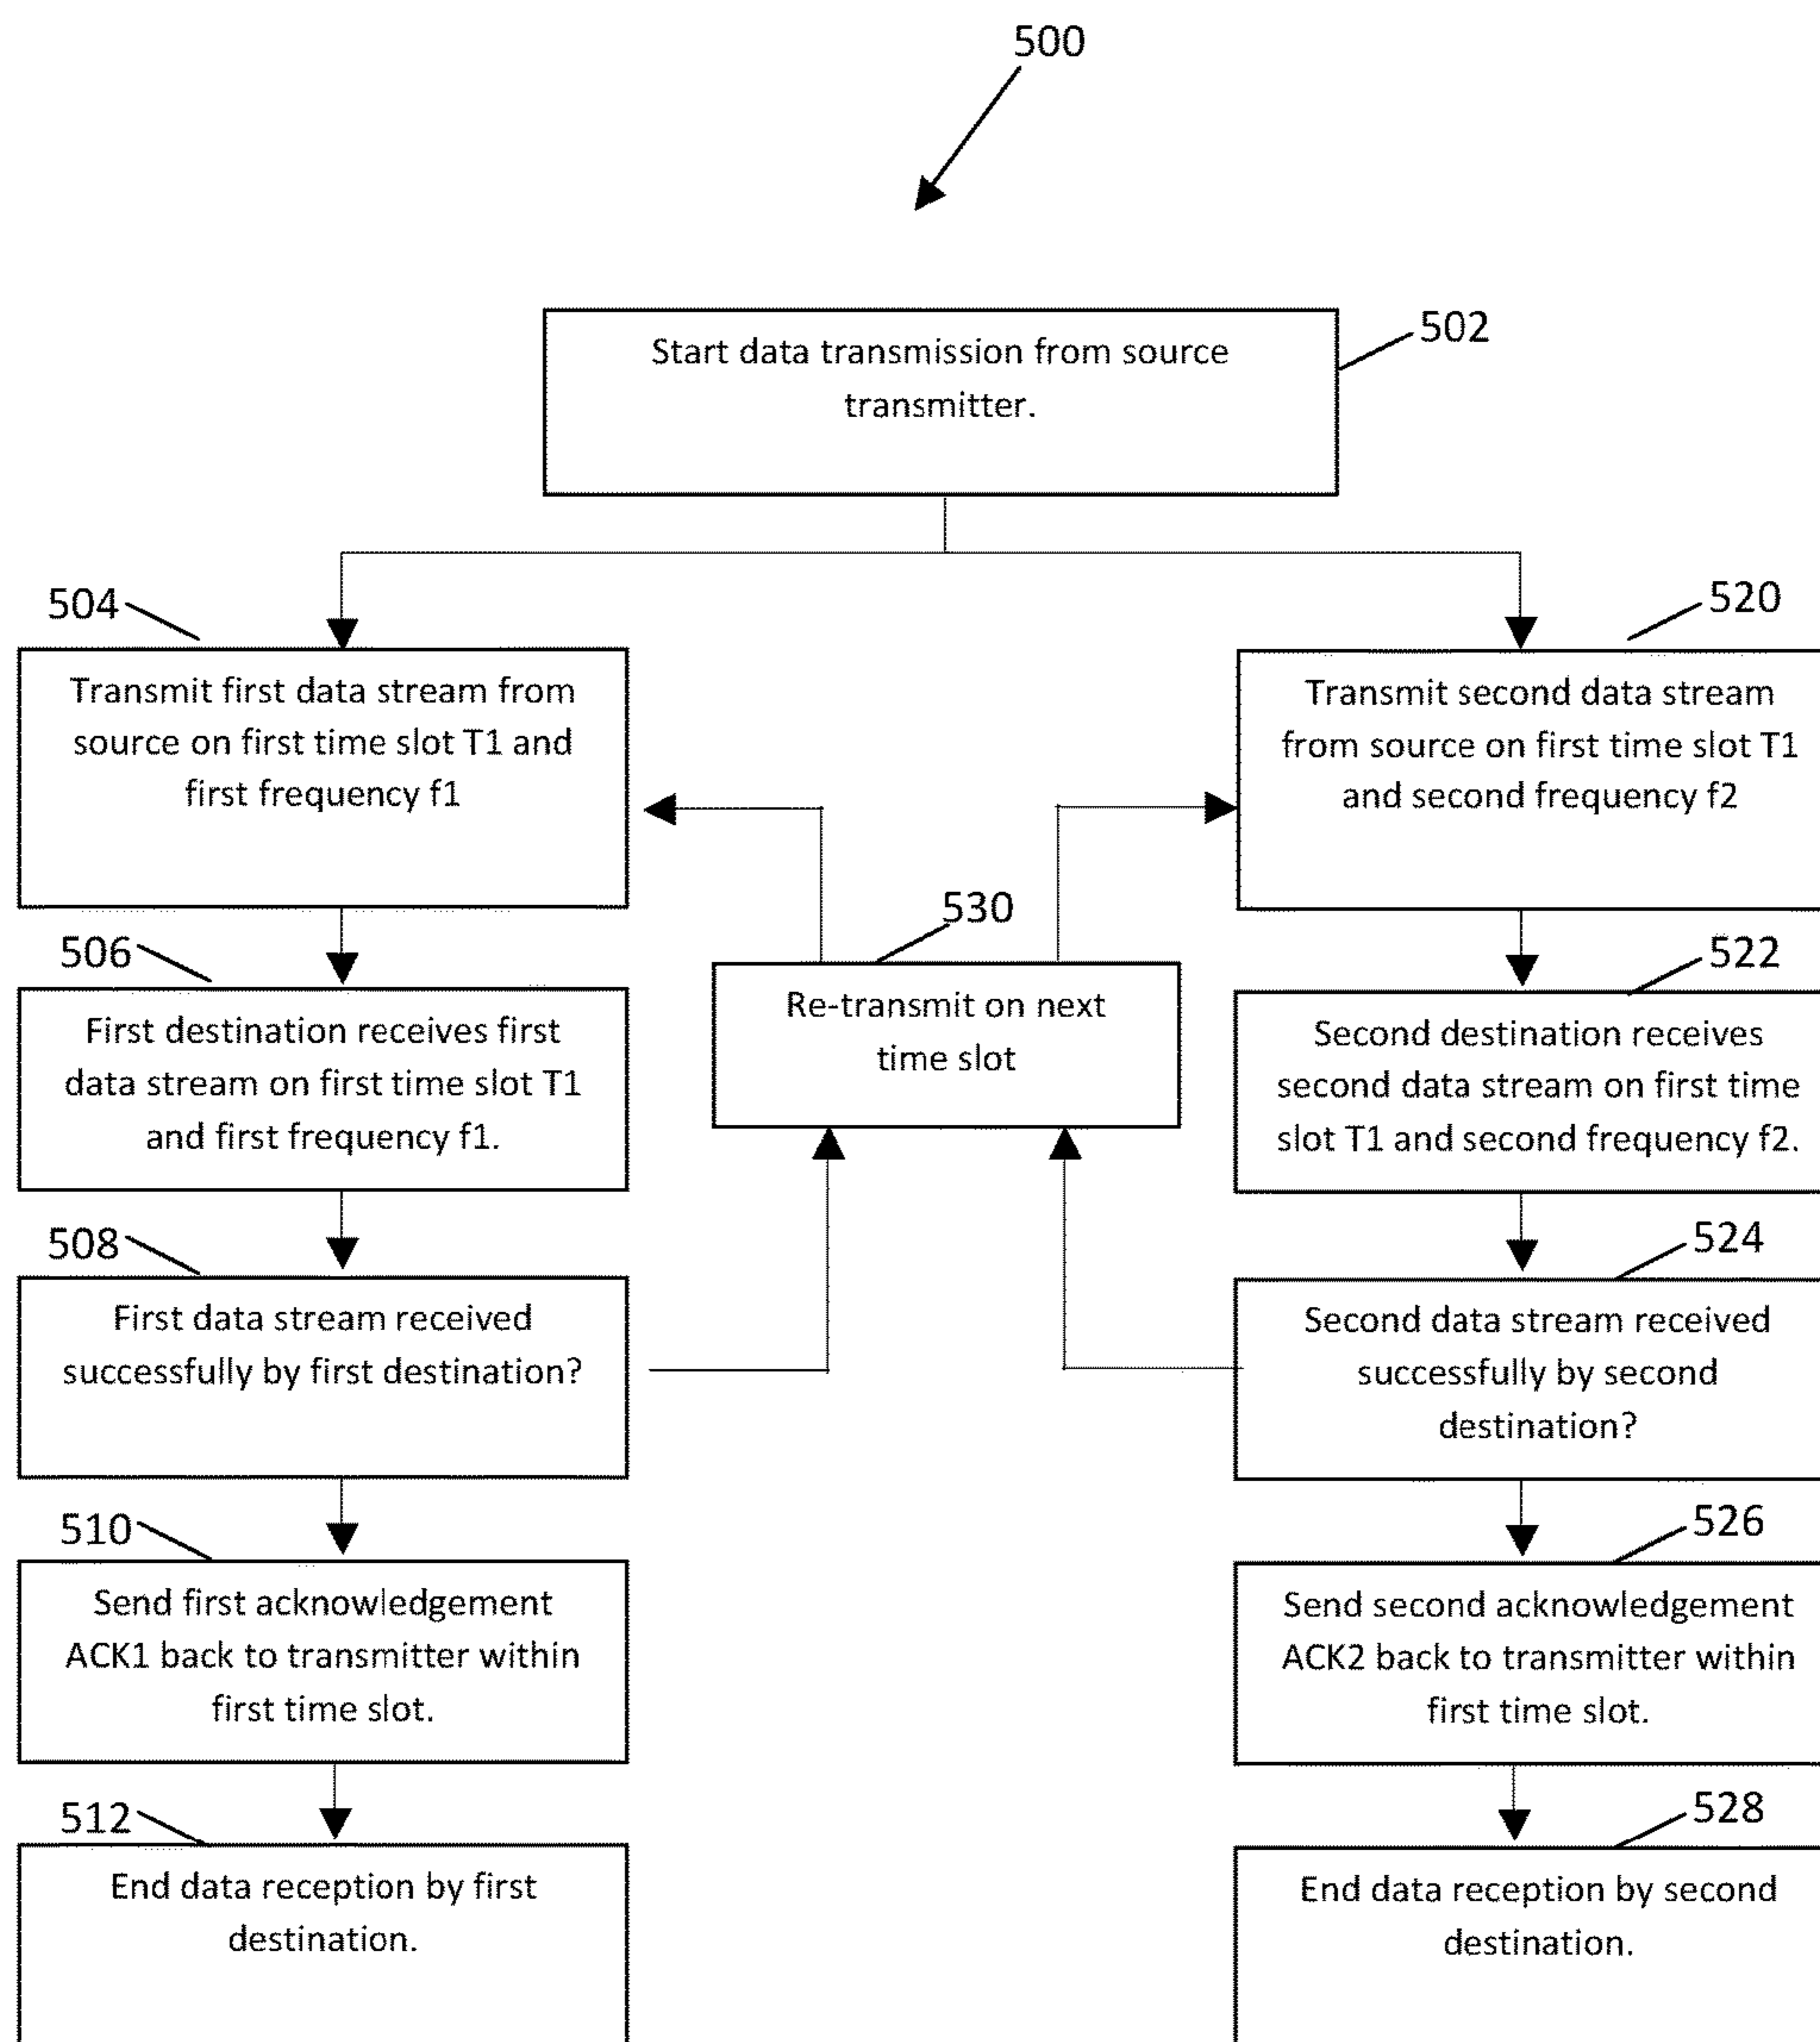 500
502
Start data transmission from source
transmitter.
504
Transmit first data stream from
source on first time slot T1 and
first frequency f1
520
Transmit second data stream
from source on first time slot T1
and second frequency f2
506
First destination receives first
data stream on first time slot T1
and first frequency f1.
530
Re-transmit on next
time slot
522
Second destination receives
second data stream on first time
slot T1 and second frequency f2.
508
First data stream received
successfully by first destination?
524
Second data stream received
successfully by second
destination?
510
Send first acknowledgement
ACK1 back to transmitter within
first time slot.
526
Send second acknowledgement
ACK2 back to transmitter within
first time slot.
512
End data reception by first
destination.
528
End data reception by second
destination.